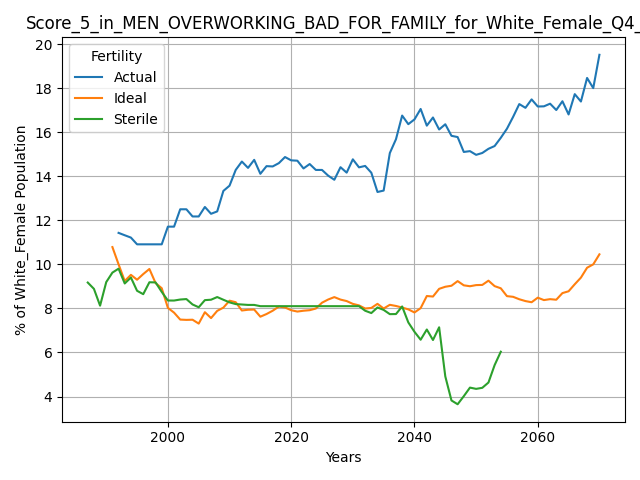 Score_5_in_MEN_OVERWORKING_BAD_FOR_FAMILY_for_White_Female_Q4_
Fertility
Actual
Ideal
Sterile
% of White_Female Population
20
18
16
14
12
10
8
6
4
2000
2020
2040
2060
Years